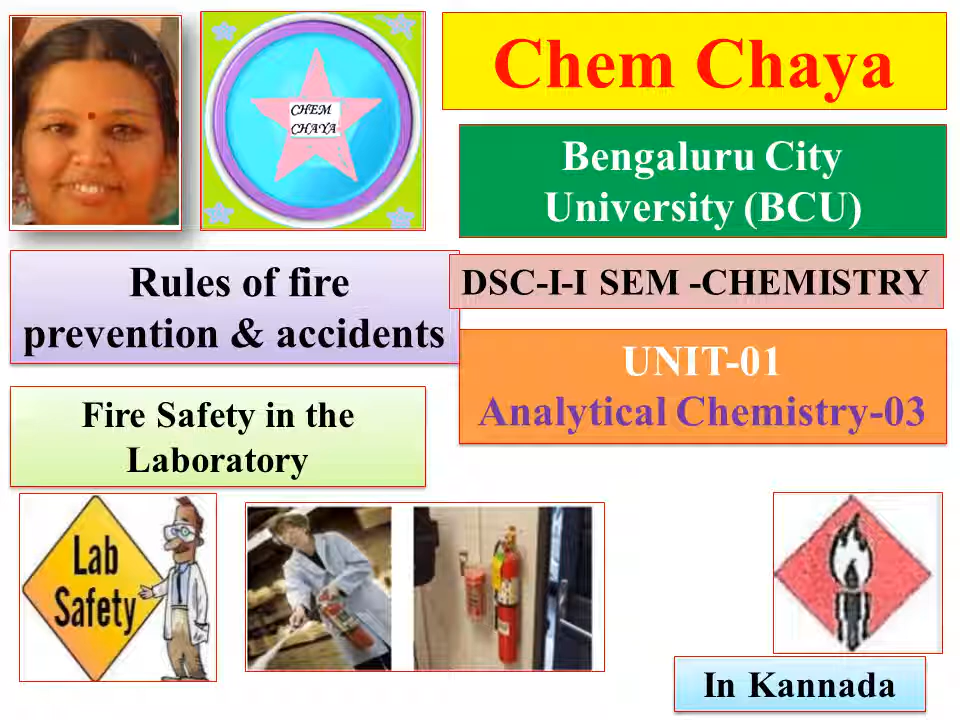 CHEM
CHAYA
Chem Chaya
Bengaluru City
University (BCU)
Rules of fire
prevention & accidents
DSC-I-I SEM -CHEMISTRY
UNIT-01
Analytical Chemistry-03
Fire Safety in the
Laboratory
Lab
Safety
In Kannada